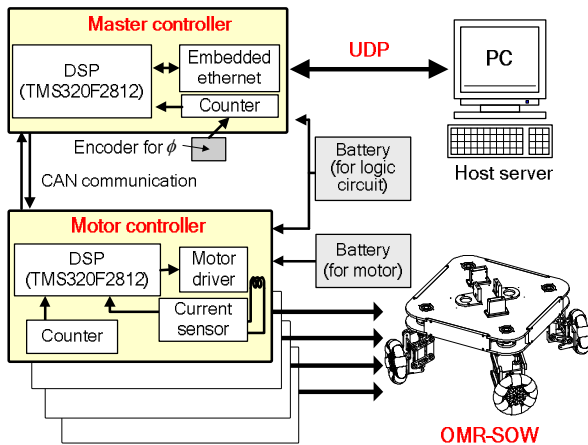 Master controller
DSP
(TMS320F2812)
Embedded
ethernet
Counter
Encoder for ϕ
UDP
PC
Host server
CAN communication
Battery
(for logic
circuit)
Motor controller
DSP
(TMS320F2812)
Motor
driver
Battery
(for motor)
Current
sensor
Counter
OMR-SOW